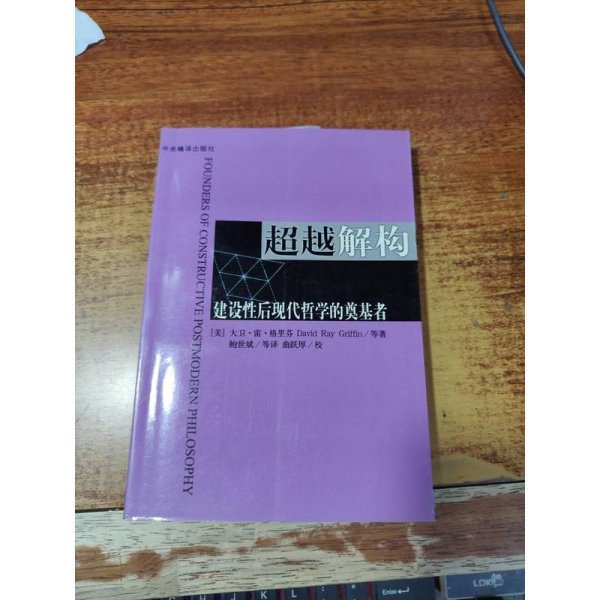 中央编译出版社
FOUNDERS OF CONSTRUCTIVE POSTMODERN PHILOSOPHY
超越解构
建设性后现代哲学的奠基者
[美] 大卫·雷·格里芬 David Ray Griffin / 等著
鲍世斌 / 等译 曲跃厚 / 校
Enter